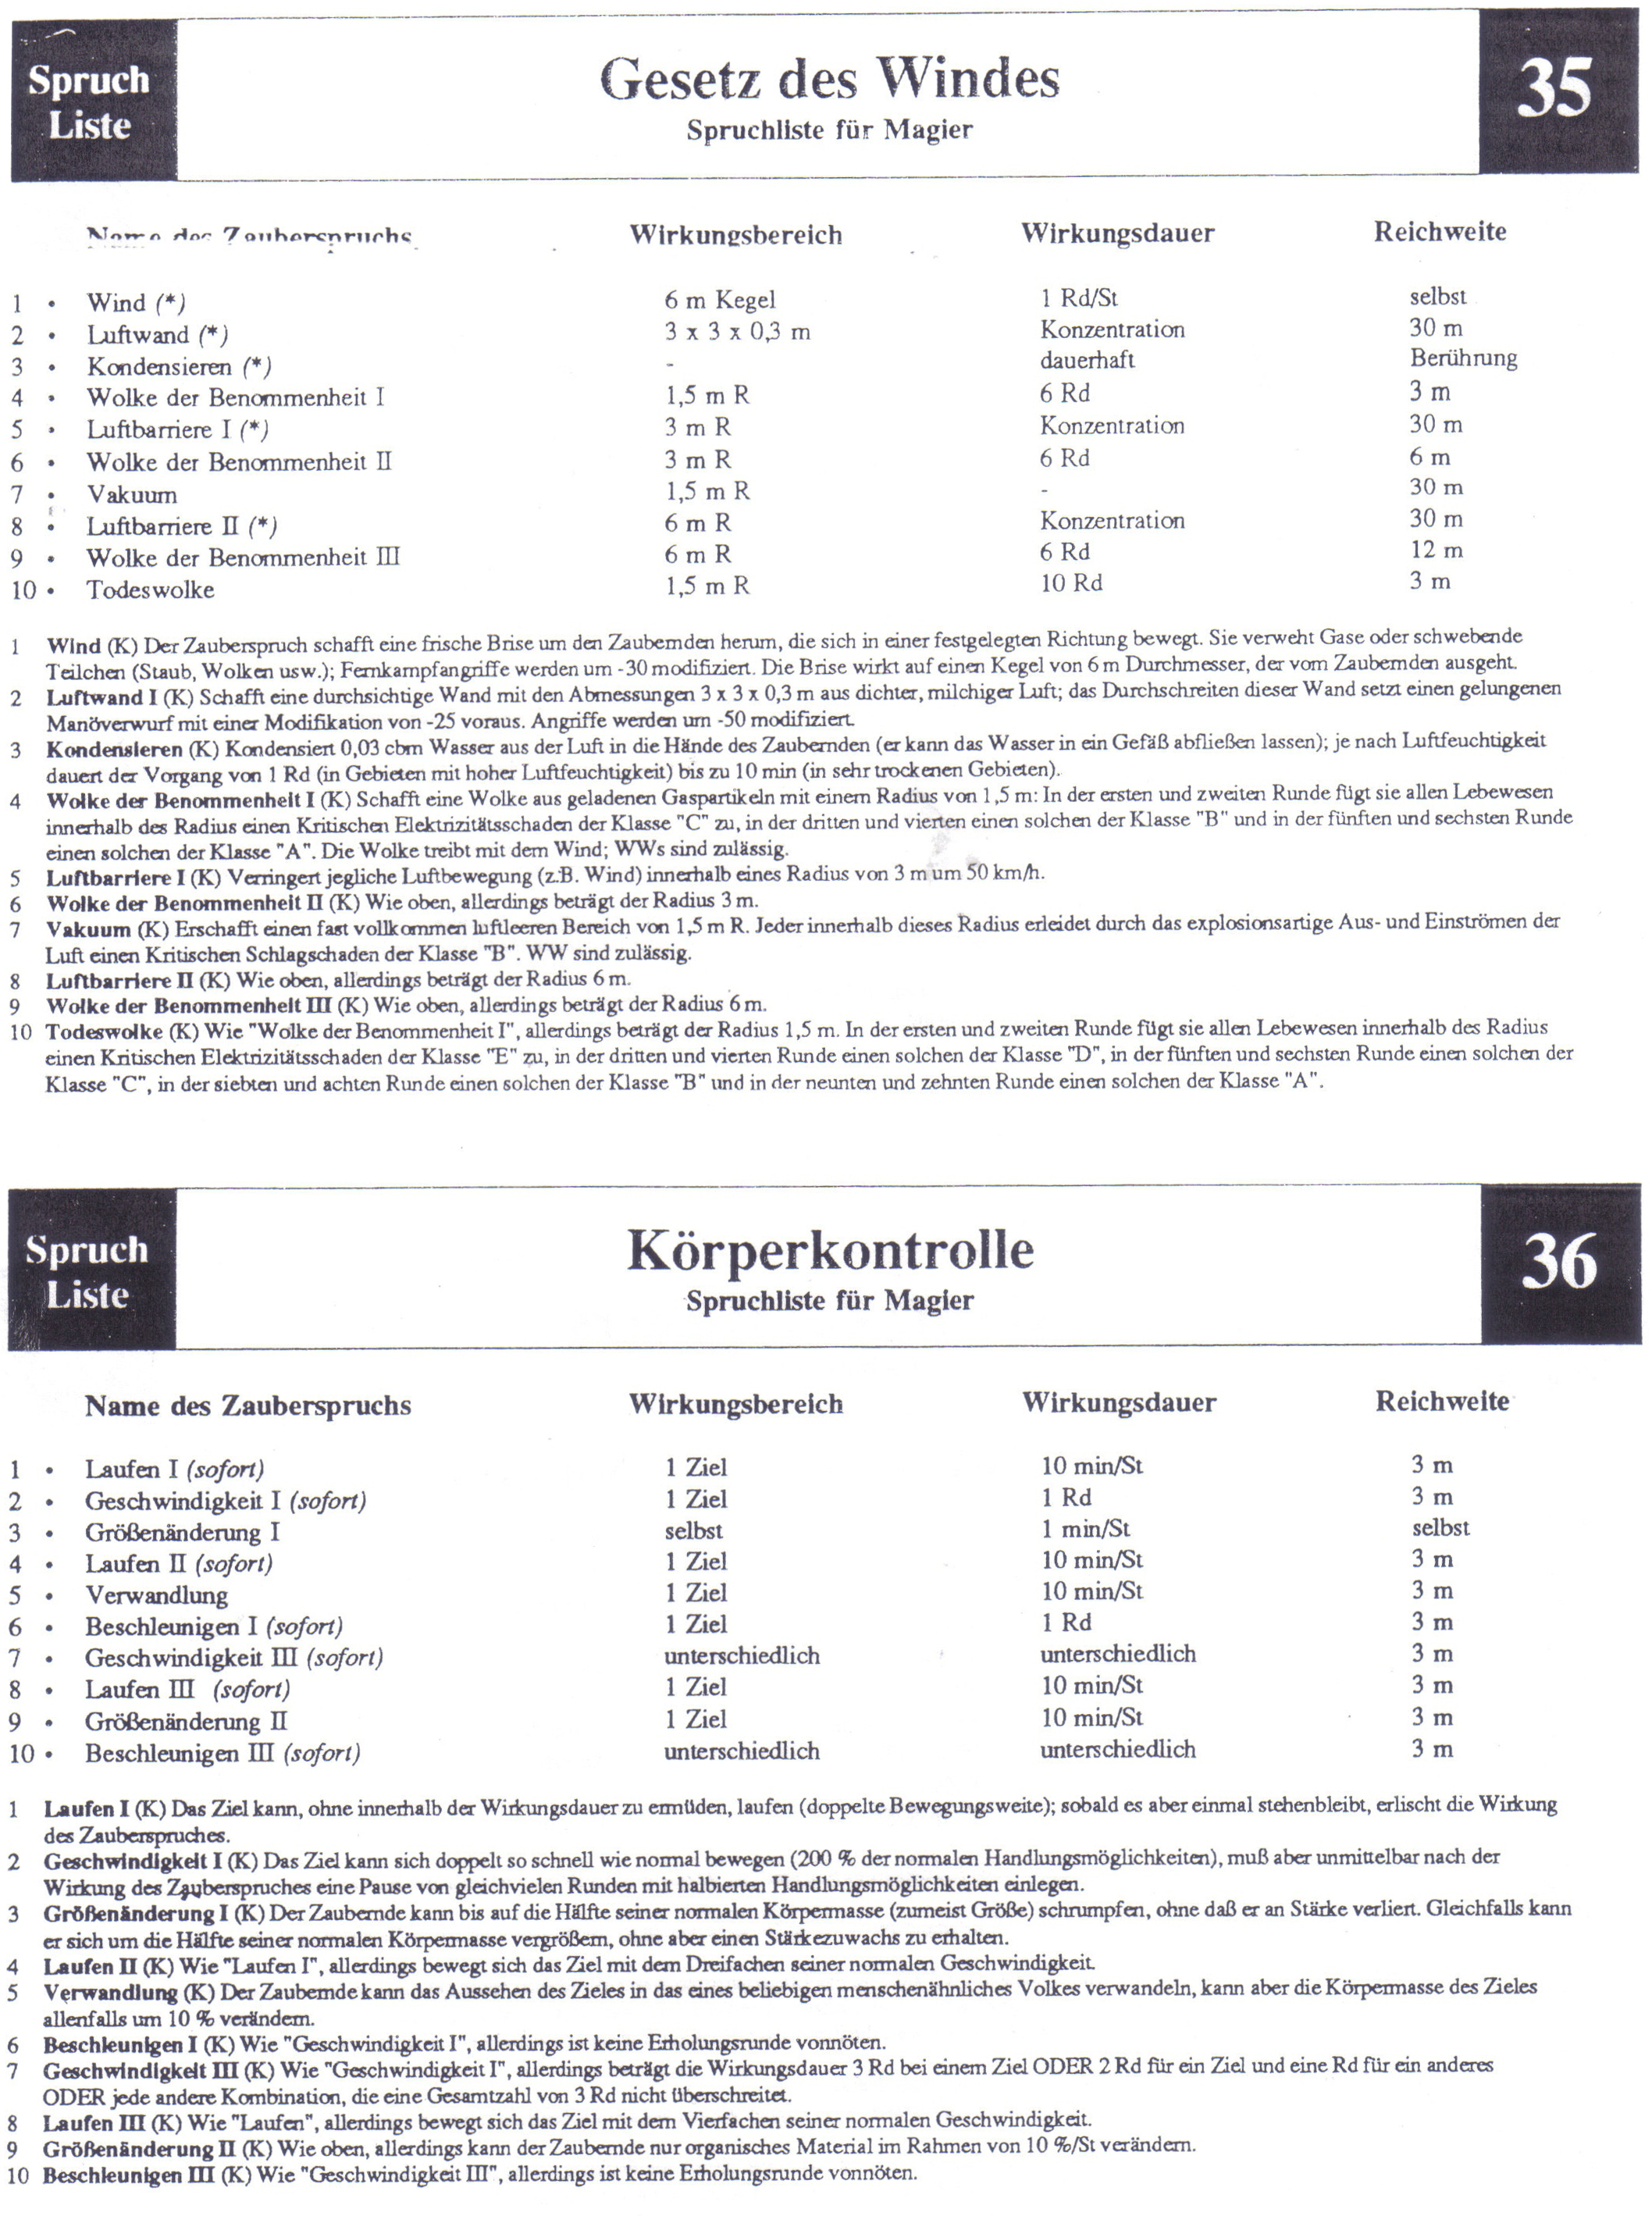 Spruch Liste
Gesetz des Windes
Spruchliste für Magier
35
Name des Zauberspruchs Wirkungsbereich Wirkungsdauer Reichweite
1 • Wind (*) 6 m Kegel 1 Rd/St selbst
2 • Luftwand (*) 3 x 3 x 0,3 m Konzentration 30 m
3 • Kondensieren (*) - dauerhaft Berührung
4 • Wolke der Benommenheit I 1,5 m R 6 Rd 3 m
5 • Luftbarriere I (*) 3 m R Konzentration 30 m
6 • Wolke der Benommenheit II 3 m R 6 Rd 6 m
7 • Vakuum 1,5 m R - 30 m
8 • Luftbarriere II (*) 6 m R Konzentration 30 m
9 • Wolke der Benommenheit III 6 m R 6 Rd 12 m
10 • Todeswolke 1,5 m R 10 Rd 3 m
1 Wind (K) Der Zauberspruch schafft eine frische Brise um den Zaubernden herum, die sich in einer festgelegten Richtung bewegt. Sie verweht Gase oder schwebende
Teilchen (Staub, Wolken usw.); Fernkampfangriffe werden um -30 modifiziert. Die Brise wirkt auf einen Kegel von 6 m Durchmesser, der vom Zaubernden ausgeht.
2 Luftwand I (K) Schafft eine durchsichtige Wand mit den Abmessungen 3 x 3 x 0,3 m aus dichter, milchiger Luft; das Durchschreiten dieser Wand setzt einen gelungenen
Manöverwurf mit einer Modifikation von -25 voraus. Angriffe werden um -50 modifiziert.
3 Kondensieren (K) Kondensiert 0,03 cbm Wasser aus der Luft in die Hände des Zaubernden (er kann das Wasser in ein Gefäß abfließen lassen); je nach Luftfeuchtigkeit
dauert der Vorgang von 1 Rd (in Gebieten mit hoher Luftfeuchtigkeit) bis zu 10 min (in sehr trockenen Gebieten).
4 Wolke der Benommenheit I (K) Schafft eine Wolke aus geladenen Gaspartikeln mit einem Radius von 1,5 m: In der ersten und zweiten Runde fügt sie allen Lebewesen
innerhalb des Radius einen Kritischen Elektrizitätsschaden der Klasse "C" zu, in der dritten und vierten einen solchen der Klasse "B" und in der fünften und sechsten Runde
einen solchen der Klasse "A". Die Wolke treibt mit dem Wind; WWs sind zulässig.
5 Luftbarriere I (K) Verringert jegliche Luftbewegung (z.B. Wind) innerhalb eines Radius von 3 m um 50 km/h.
6 Wolke der Benommenheit II (K) Wie oben, allerdings beträgt der Radius 3 m.
7 Vakuum (K) Erschafft einen fast vollkommen luftleeren Bereich von 1,5 m R. Jeder innerhalb dieses Radius erleidet durch das explosionsartige Aus- und Einströmen der
Luft einen Kritischen Schlagschaden der Klasse "B". WW sind zulässig.
8 Luftbarriere II (K) Wie oben, allerdings beträgt der Radius 6 m.
9 Wolke der Benommenheit III (K) Wie oben, allerdings beträgt der Radius 6 m.
10 Todeswolke (K) Wie "Wolke der Benommenheit I", allerdings beträgt der Radius 1,5 m. In der ersten und zweiten Runde fügt sie allen Lebewesen innerhalb des Radius
einen Kritischen Elektrizitätsschaden der Klasse "E" zu, in der dritten und vierten Runde einen solchen der Klasse "D", in der fünften und sechsten Runde einen solchen der
Klasse "C", in der siebten und achten Runde einen solchen der Klasse "B" und in der neunten und zehnten Runde einen solchen der Klasse "A".
Spruch Liste
Körperkontrolle
Spruchliste für Magier
36
Name des Zauberspruchs Wirkungsbereich Wirkungsdauer Reichweite
1 • Laufen I (sofort) 1 Ziel 10 min/St 3 m
2 • Geschwindigkeit I (sofort) 1 Ziel 1 Rd 3 m
3 • Größenänderung I selbst 1 min/St selbst
4 • Laufen II (sofort) 1 Ziel 10 min/St 3 m
5 • Verwandlung 1 Ziel 10 min/St 3 m
6 • Beschleunigen I (sofort) 1 Ziel 1 Rd 3 m
7 • Geschwindigkeit III (sofort) unterschiedlich unterschiedlich 3 m
8 • Laufen III (sofort) 1 Ziel 10 min/St 3 m
9 • Größenänderung II 1 Ziel 10 min/St 3 m
10 • Beschleunigen III (sofort) unterschiedlich unterschiedlich 3 m
1 Laufen I (K) Das Ziel kann, ohne innerhalb der Wirkungsdauer zu ermüden, laufen (doppelte Bewegungsweite); sobald es aber einmal stehenbleibt, erlischt die Wirkung
des Zauberspruches.
2 Geschwindigkeit I (K) Das Ziel kann sich doppelt so schnell wie normal bewegen (200 % der normalen Handlungsmöglichkeiten), muß aber unmittelbar nach der
Wirkung des Zauberspruches eine Pause von gleichvielen Runden mit halbierten Handlungsmöglichkeiten einlegen.
3 Größenänderung I (K) Der Zaubernde kann bis auf die Hälfte seiner normalen Körpermasse (zumeist Größe) schrumpfen, ohne daß er an Stärke verliert. Gleichfalls kann
er sich um die Hälfte seiner normalen Körpermasse vergrößern, ohne aber einen Stärkezuwachs zu erhalten.
4 Laufen II (K) Wie "Laufen I", allerdings bewegt sich das Ziel mit dem Dreifachen seiner normalen Geschwindigkeit.
5 Verwandlung (K) Der Zaubernde kann das Aussehen des Zieles in das eines beliebigen menschenähnliches Volkes verwandeln, kann aber die Körpermasse des Zieles
allenfalls um 10 % verändern.
6 Beschleunigen I (K) Wie "Geschwindigkeit I", allerdings ist keine Erholungsrunde vonnöten.
7 Geschwindigkeit III (K) Wie "Geschwindigkeit I", allerdings beträgt die Wirkungsdauer 3 Rd bei einem Ziel ODER 2 Rd für ein Ziel und eine Rd für ein anderes
ODER jede andere Kombination, die eine Gesamtzahl von 3 Rd nicht überschreitet.
8 Laufen III (K) Wie "Laufen", allerdings bewegt sich das Ziel mit dem Vierfachen seiner normalen Geschwindigkeit.
9 Größenänderung II (K) Wie oben, allerdings kann der Zaubernde nur organisches Material im Rahmen von 10 %/St verändern.
10 Beschleunigen III (K) Wie "Geschwindigkeit III", allerdings ist keine Erholungsrunde vonnöten.